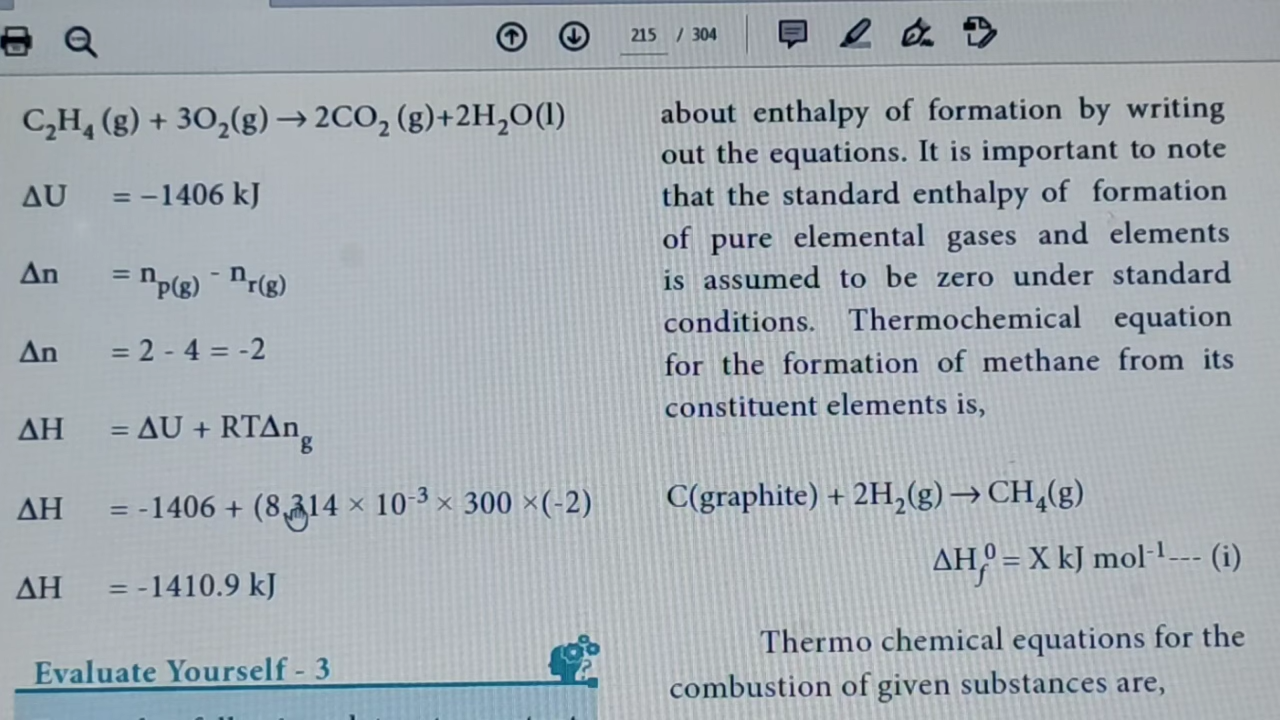 215 / 304
C₂H₄ (g) + 3O₂(g) → 2CO₂ (g)+2H₂O(l)
ΔU = −1406 kJ
Δn = nₚ₍g₎ - nᵣ₍g₎
Δn = 2 - 4 = -2
ΔH = ΔU + RTΔng
ΔH = -1406 + (8.314 × 10⁻³ × 300 ×(-2)
ΔH = -1410.9 kJ
Evaluate Yourself - 3
about enthalpy of formation by writing
out the equations. It is important to note
that the standard enthalpy of formation
of pure elemental gases and elements
is assumed to be zero under standard
conditions. Thermochemical equation
for the formation of methane from its
constituent elements is,
C(graphite) + 2H₂(g) → CH₄(g)
ΔHf⁰ = X kJ mol⁻¹--- (i)
Thermo chemical equations for the
combustion of given substances are,